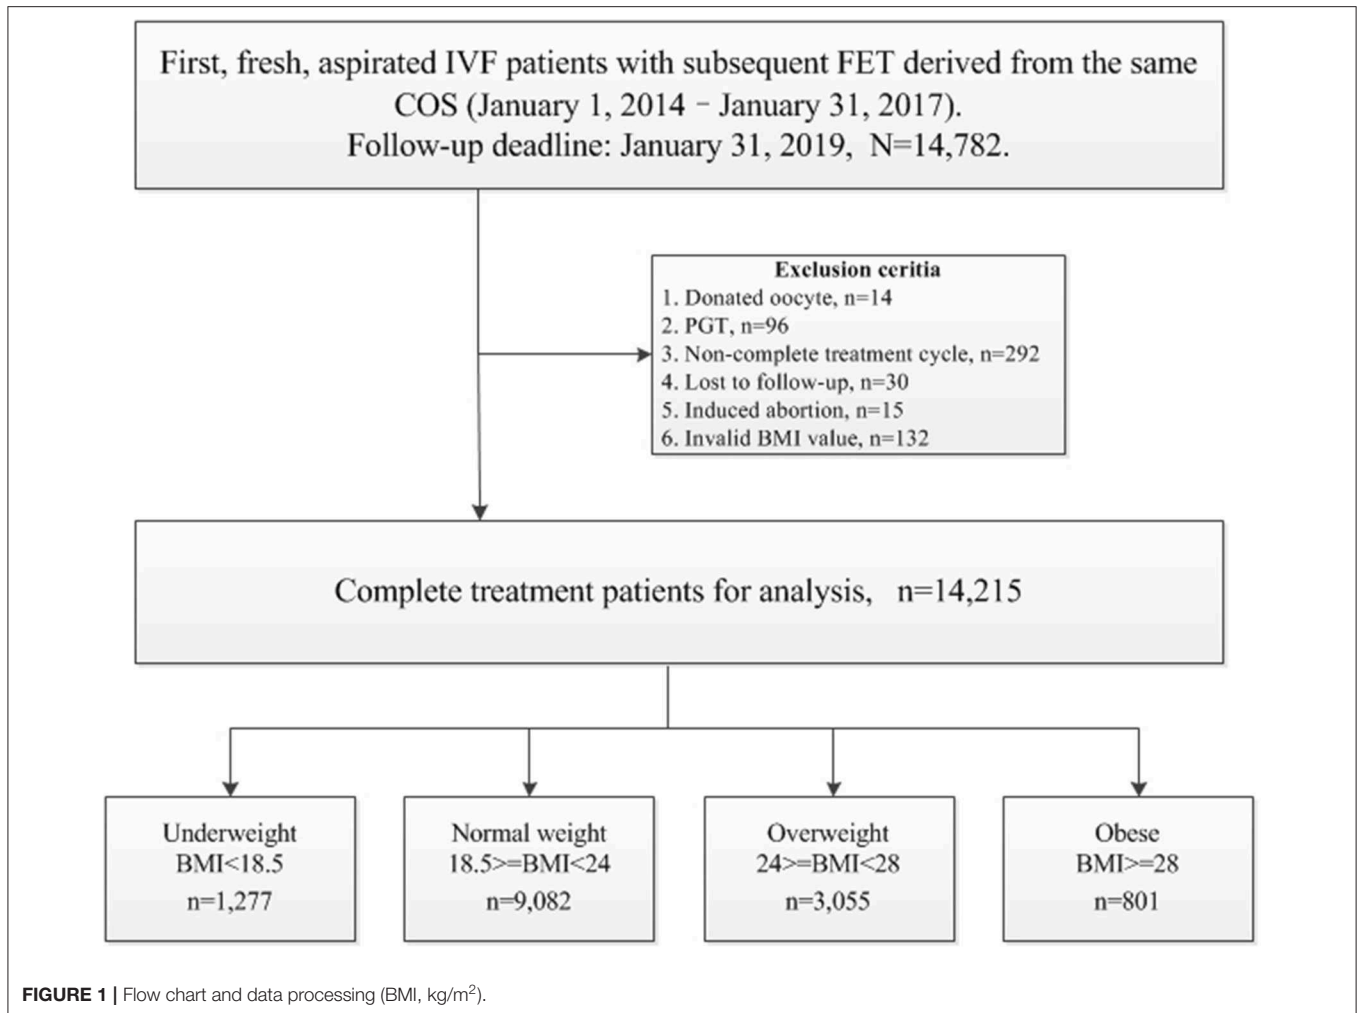 First, fresh, aspirated IVF patients with subsequent FET derived from the same
COS (January 1, 2014 – January 31, 2017).
Follow-up deadline: January 31, 2019, N=14,782.
Exclusion ceritia
1. Donated oocyte, n=14
2. PGT, n=96
3. Non-complete treatment cycle, n=292
4. Lost to follow-up, n=30
5. Induced abortion, n=15
6. Invalid BMI value, n=132
Complete treatment patients for analysis, n=14,215
Underweight
BMI<18.5
n=1,277
Normal weight
18.5>=BMI<24
n=9,082
Overweight
24>=BMI<28
n=3,055
Obese
BMI>=28
n=801
FIGURE 1 | Flow chart and data processing (BMI, kg/m²).